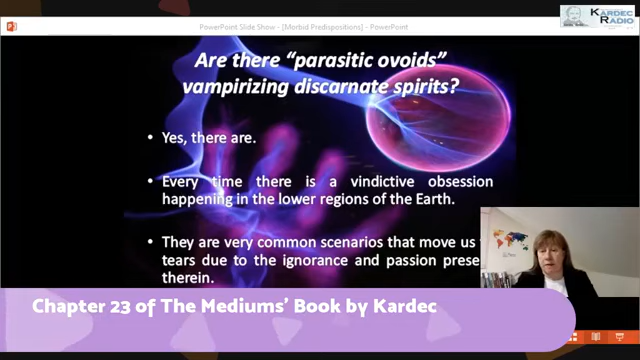 PowerPoint Slide Show - [Morbid Predispositions] - PowerPoint
KARDEC
RADIO
Are there “parasitic ovoids”
vampirizing discarnate spirits?
• Yes, there are.
• Every time there is a vindictive obsession
happening in the lower regions of the Earth.
• They are very common scenarios that move us
tears due to the ignorance and passion prese
therein.
Chapter 23 of The Mediums’ Book by Kardec